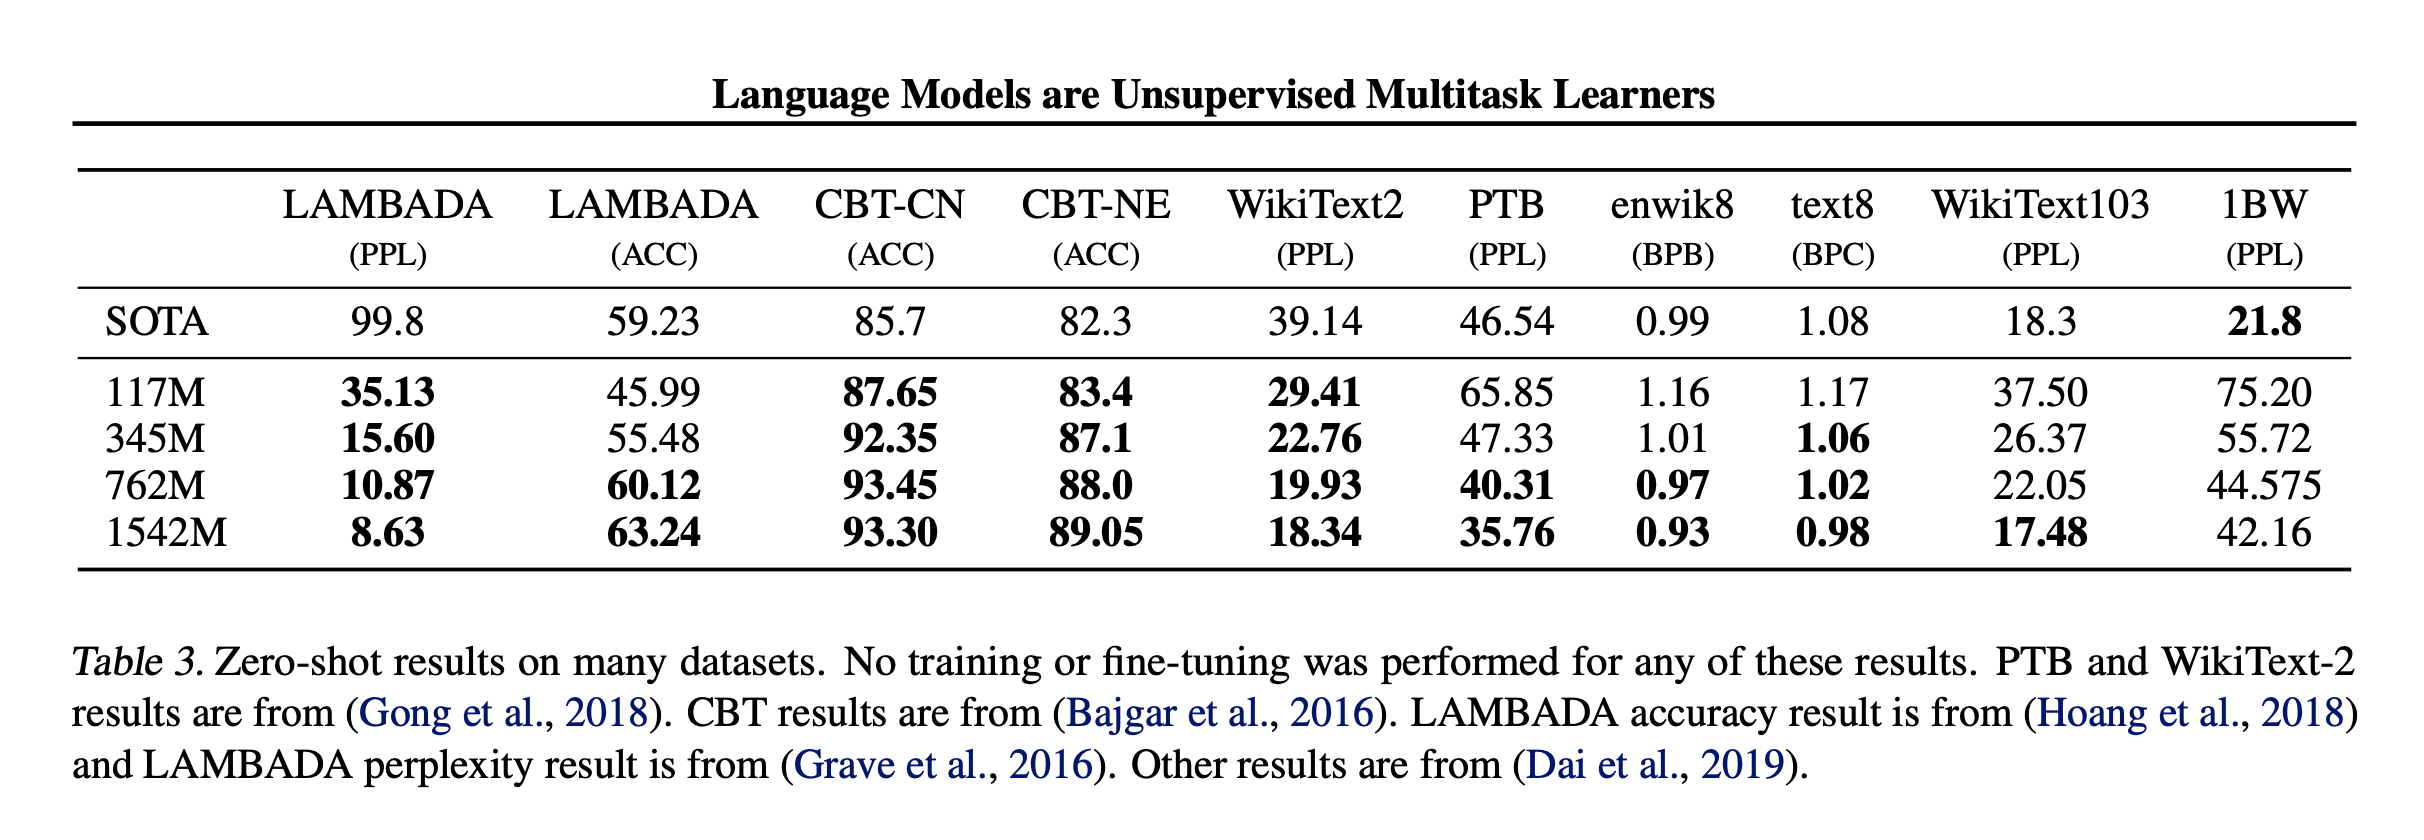 Language Models are Unsupervised Multitask Learners
LAMBADA LAMBADA CBT-CN CBT-NE WikiText2 PTB enwik8 text8 WikiText103 1BW
(PPL) (ACC) (ACC) (ACC) (PPL) (PPL) (BPB) (BPC) (PPL) (PPL)
SOTA 99.8 59.23 85.7 82.3 39.14 46.54 0.99 1.08 18.3 21.8
117M 35.13 45.99 87.65 83.4 29.41 65.85 1.16 1.17 37.50 75.20
345M 15.60 55.48 92.35 87.1 22.76 47.33 1.01 1.06 26.37 55.72
762M 10.87 60.12 93.45 88.0 19.93 40.31 0.97 1.02 22.05 44.575
1542M 8.63 63.24 93.30 89.05 18.34 35.76 0.93 0.98 17.48 42.16
Table 3. Zero-shot results on many datasets. No training or fine-tuning was performed for any of these results. PTB and WikiText-2
results are from (Gong et al., 2018). CBT results are from (Bajgar et al., 2016). LAMBADA accuracy result is from (Hoang et al., 2018)
and LAMBADA perplexity result is from (Grave et al., 2016). Other results are from (Dai et al., 2019).